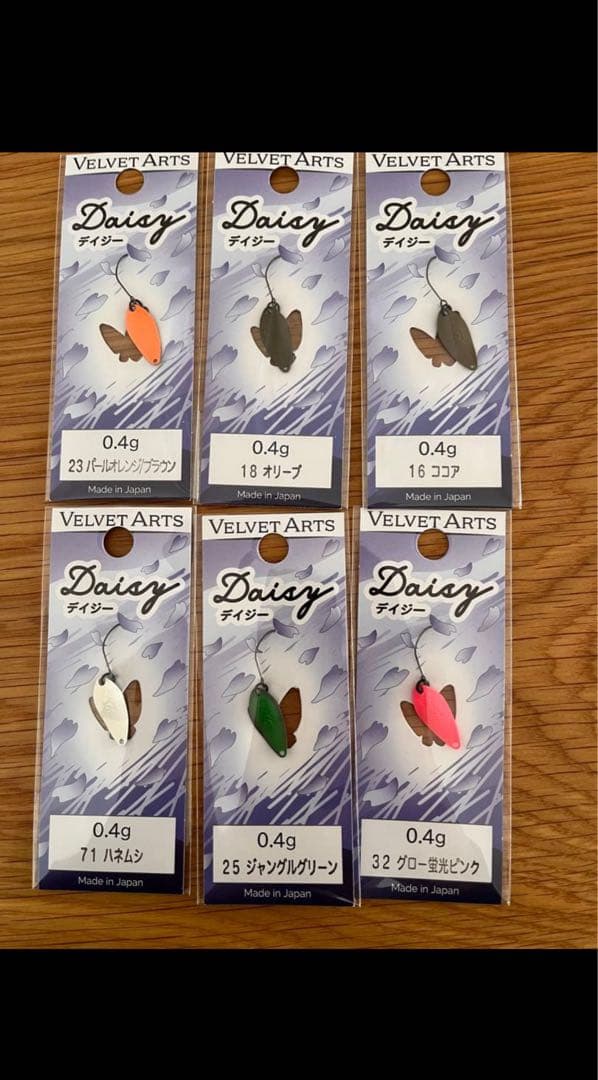 VELVET ARTS
Daisy
デイジー
0.4g
23 パールオレンジ/ブラウン
Made in Japan
VELVET ARTS
Daisy
デイジー
0.4g
18 オリーブ
Made in Japan
VELVET ARTS
Daisy
デイジー
0.4g
16 ココア
Made in Japan
VELVET ARTS
Daisy
デイジー
0.4g
71 ハネムシ
Made in Japan
VELVET ARTS
Daisy
デイジー
0.4g
25 ジャングルグリーン
Made in Japan
VELVET ARTS
Daisy
デイジー
0.4g
32 グロー蛍光ピンク
Made in Japan